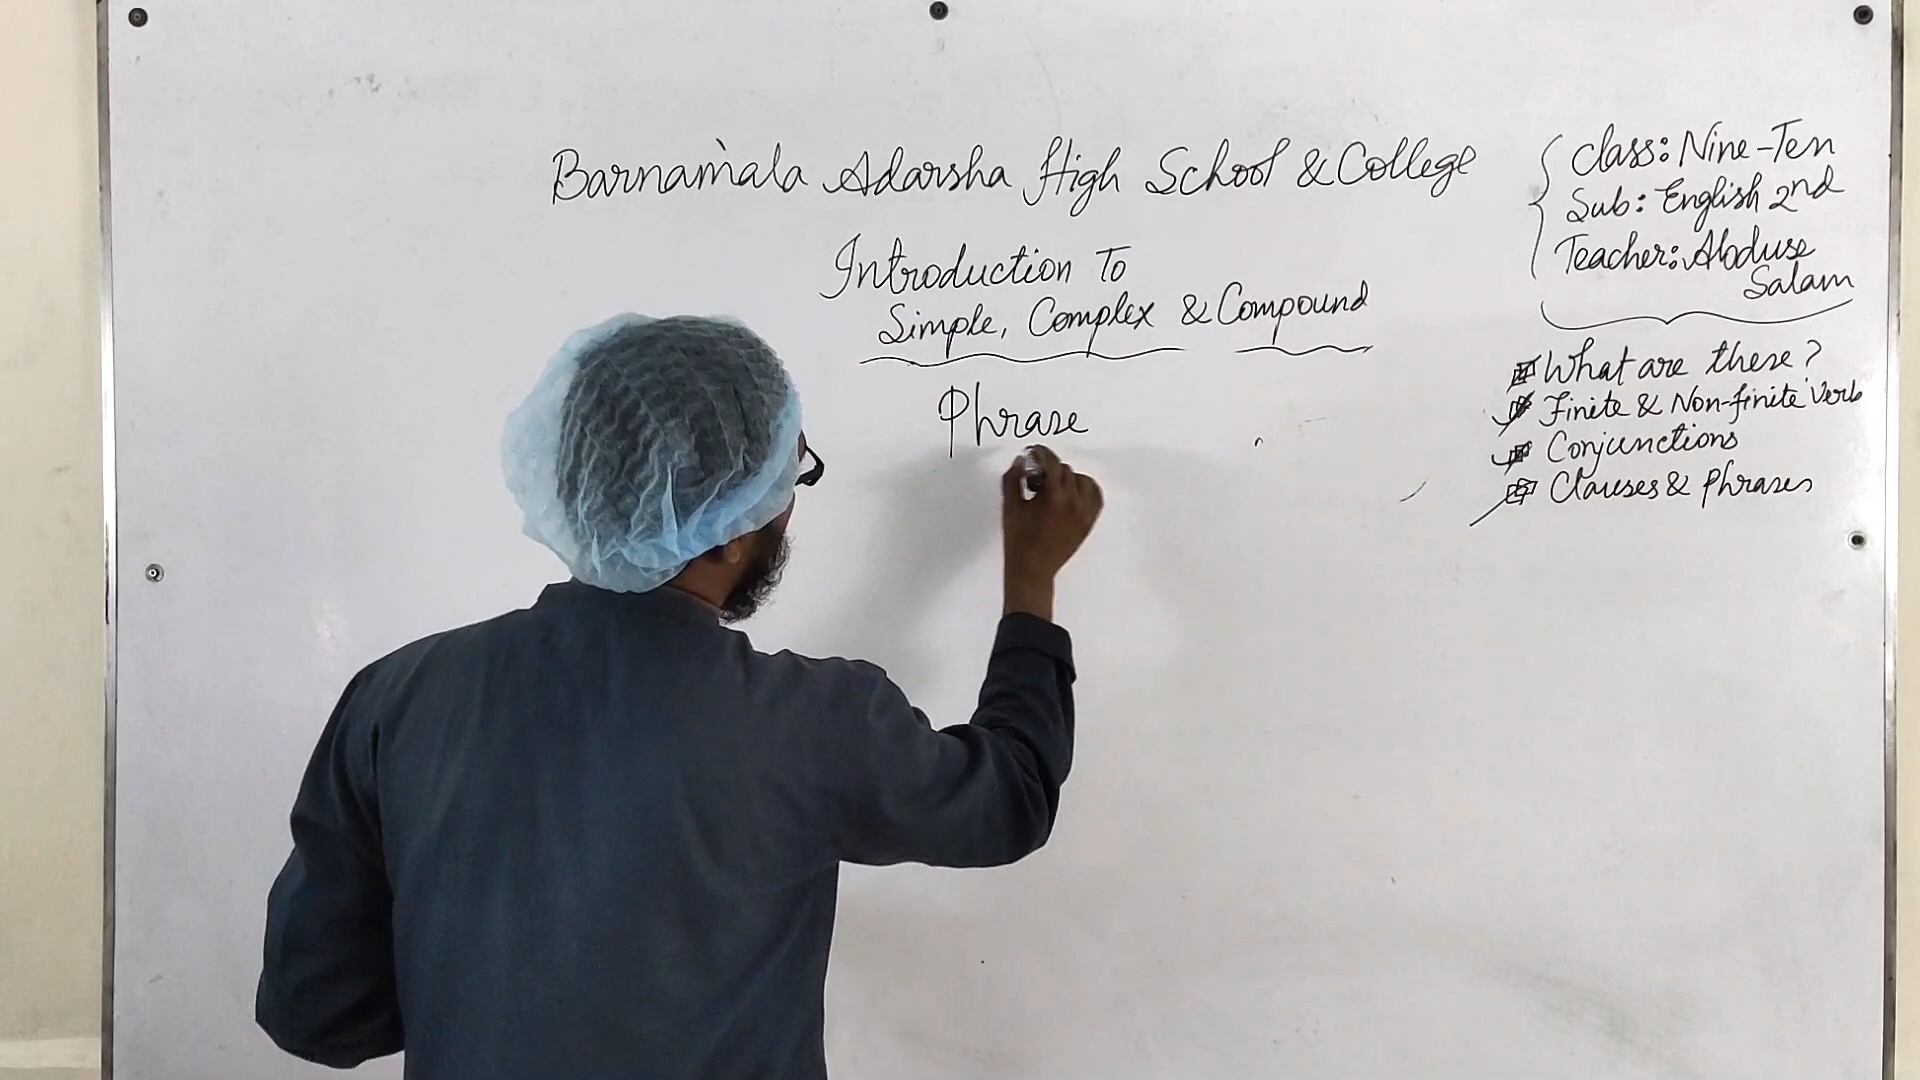 Barnamala Adarsha High School & College
Introduction To
Simple, Complex & Compound
Phrase
Class: Nine-Ten
Sub: English 2nd
Teacher: Abduse
Salam
What are these?
Finite & Non-finite Verb
Conjunctions
Clauses & Phrases